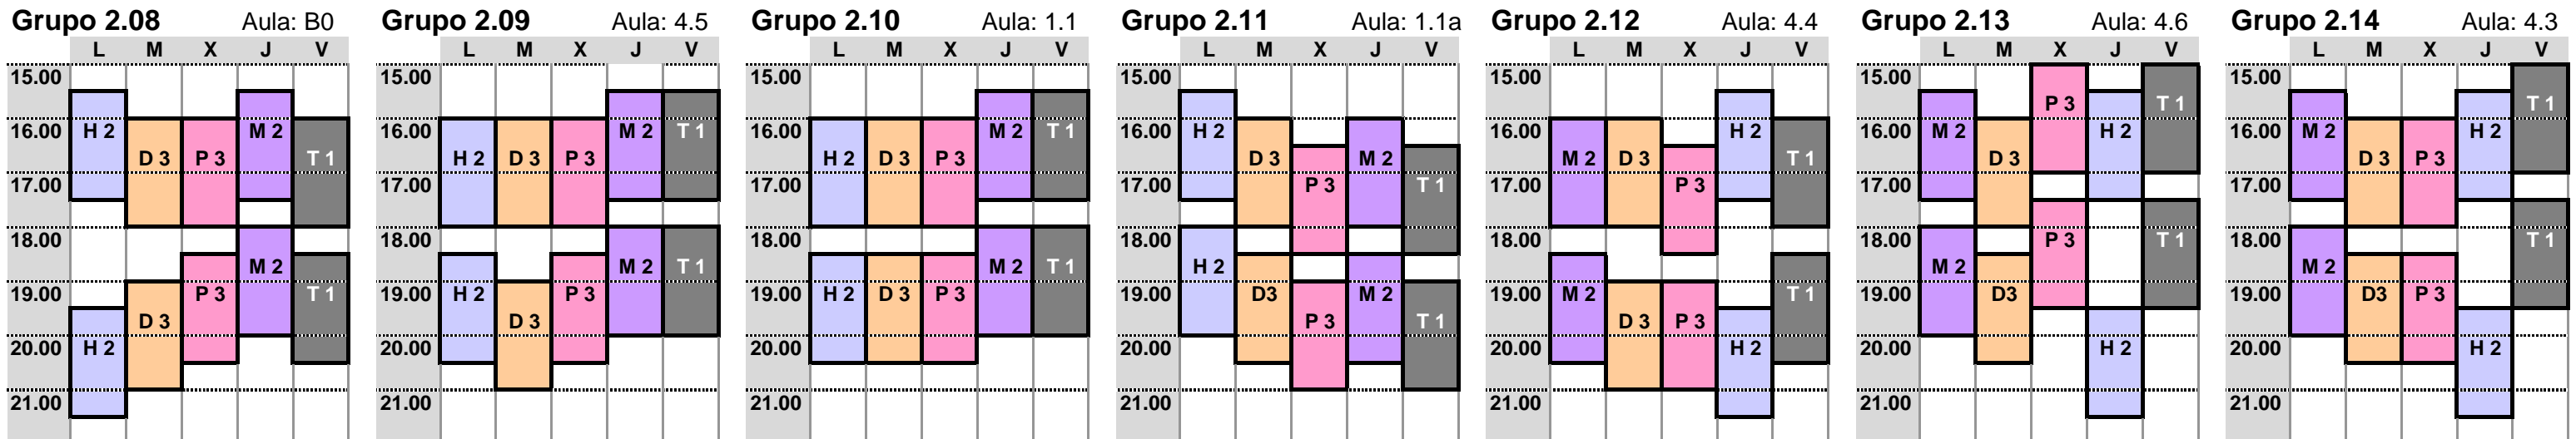 Grupo 2.08 Aula: B0
L M X J V
15.00
16.00 H 2 M 2
D 3 P 3 T 1
17.00
18.00
M 2
19.00 P 3 T 1
D 3
20.00 H 2
21.00
Grupo 2.09 Aula: 4.5
L M X J V
15.00
16.00 M 2 T 1
H 2 D 3 P 3
17.00
18.00
M 2 T 1
19.00 H 2 P 3
D 3
20.00
21.00
Grupo 2.10 Aula: 1.1
L M X J V
15.00
16.00 M 2 T 1
H 2 D 3 P 3
17.00
18.00
M 2 T 1
19.00 H 2 D 3 P 3
20.00
21.00
Grupo 2.11 Aula: 1.1a
L M X J V
15.00
16.00 H 2
D 3 M 2
17.00 P 3 T 1
18.00
H 2
19.00 D3 M 2
P 3 T 1
20.00
21.00
Grupo 2.12 Aula: 4.4
L M X J V
15.00
16.00 H 2
M 2 D 3 T 1
17.00 P 3
18.00
19.00 M 2 T 1
D 3 P 3
20.00 H 2
21.00
Grupo 2.13 Aula: 4.6
L M X J V
15.00
P 3 T 1
16.00 M 2 H 2
D 3
17.00
18.00 P 3 T 1
M 2
19.00 D3
20.00 H 2
21.00
Grupo 2.14 Aula: 4.3
L M X J V
15.00
T 1
16.00 M 2 H 2
D 3 P 3
17.00
18.00 T 1
M 2
19.00 D3 P 3
20.00 H 2
21.00